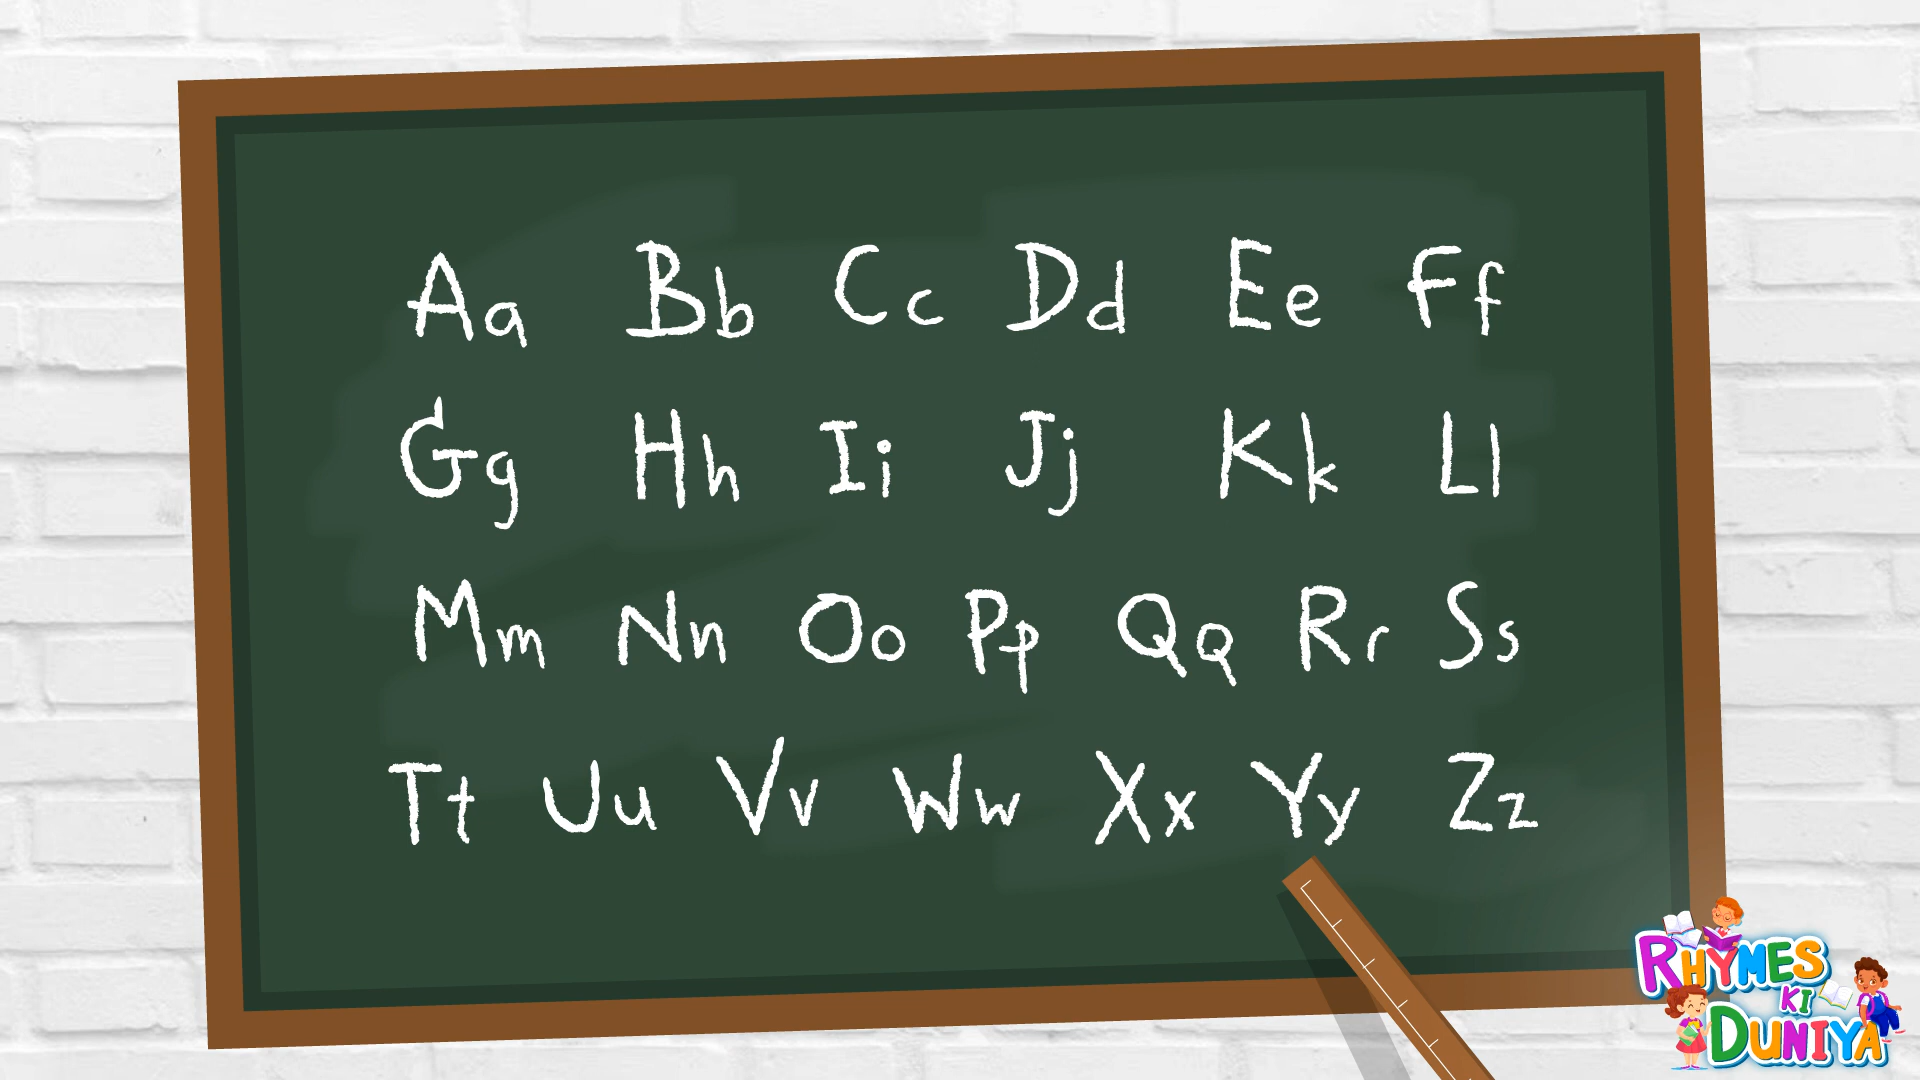 Aa Bb Cc Dd Ee Ff
Gg Hh Ii Jj Kk Ll
Mm Nn Oo Pp QQ Rr Ss
Tt Uu Vv Ww Xx Yy Zz
RHYMES
KI
DUNIYA